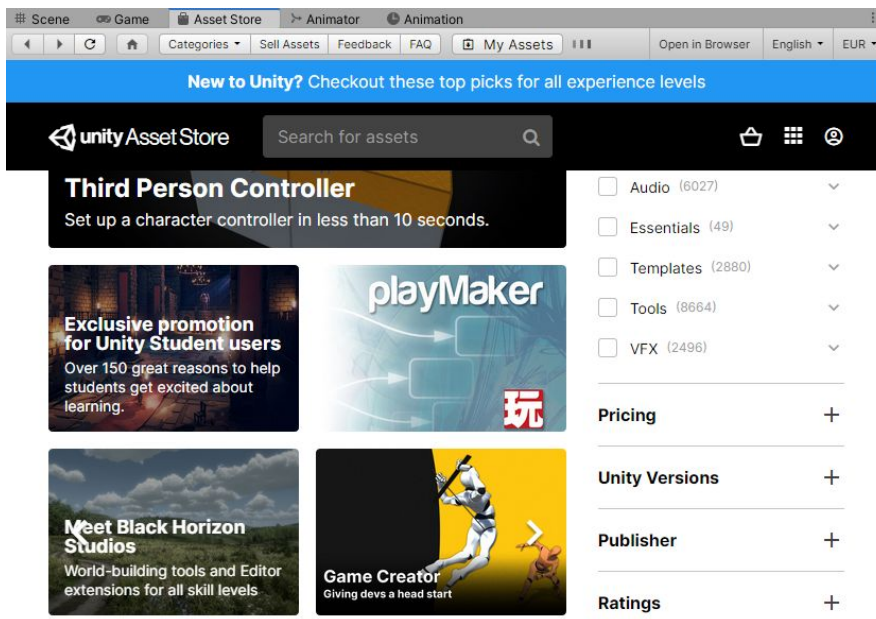 Scene Game Asset Store Animator Animation
Categories Sell Assets Feedback FAQ My Assets Open in Browser English EUR
New to Unity? Checkout these top picks for all experience levels
unity Asset Store Search for assets
Third Person Controller
Set up a character controller in less than 10 seconds.
Exclusive promotion
for Unity Student users
Over 150 great reasons to help
students get excited about
learning.
playMaker
玩
Meet Black Horizon
Studios
World-building tools and Editor
extensions for all skill levels
Game Creator
Giving devs a head start
Audio (6027)
Essentials (49)
Templates (2880)
Tools (8664)
VFX (2496)
Pricing
Unity Versions
Publisher
Ratings